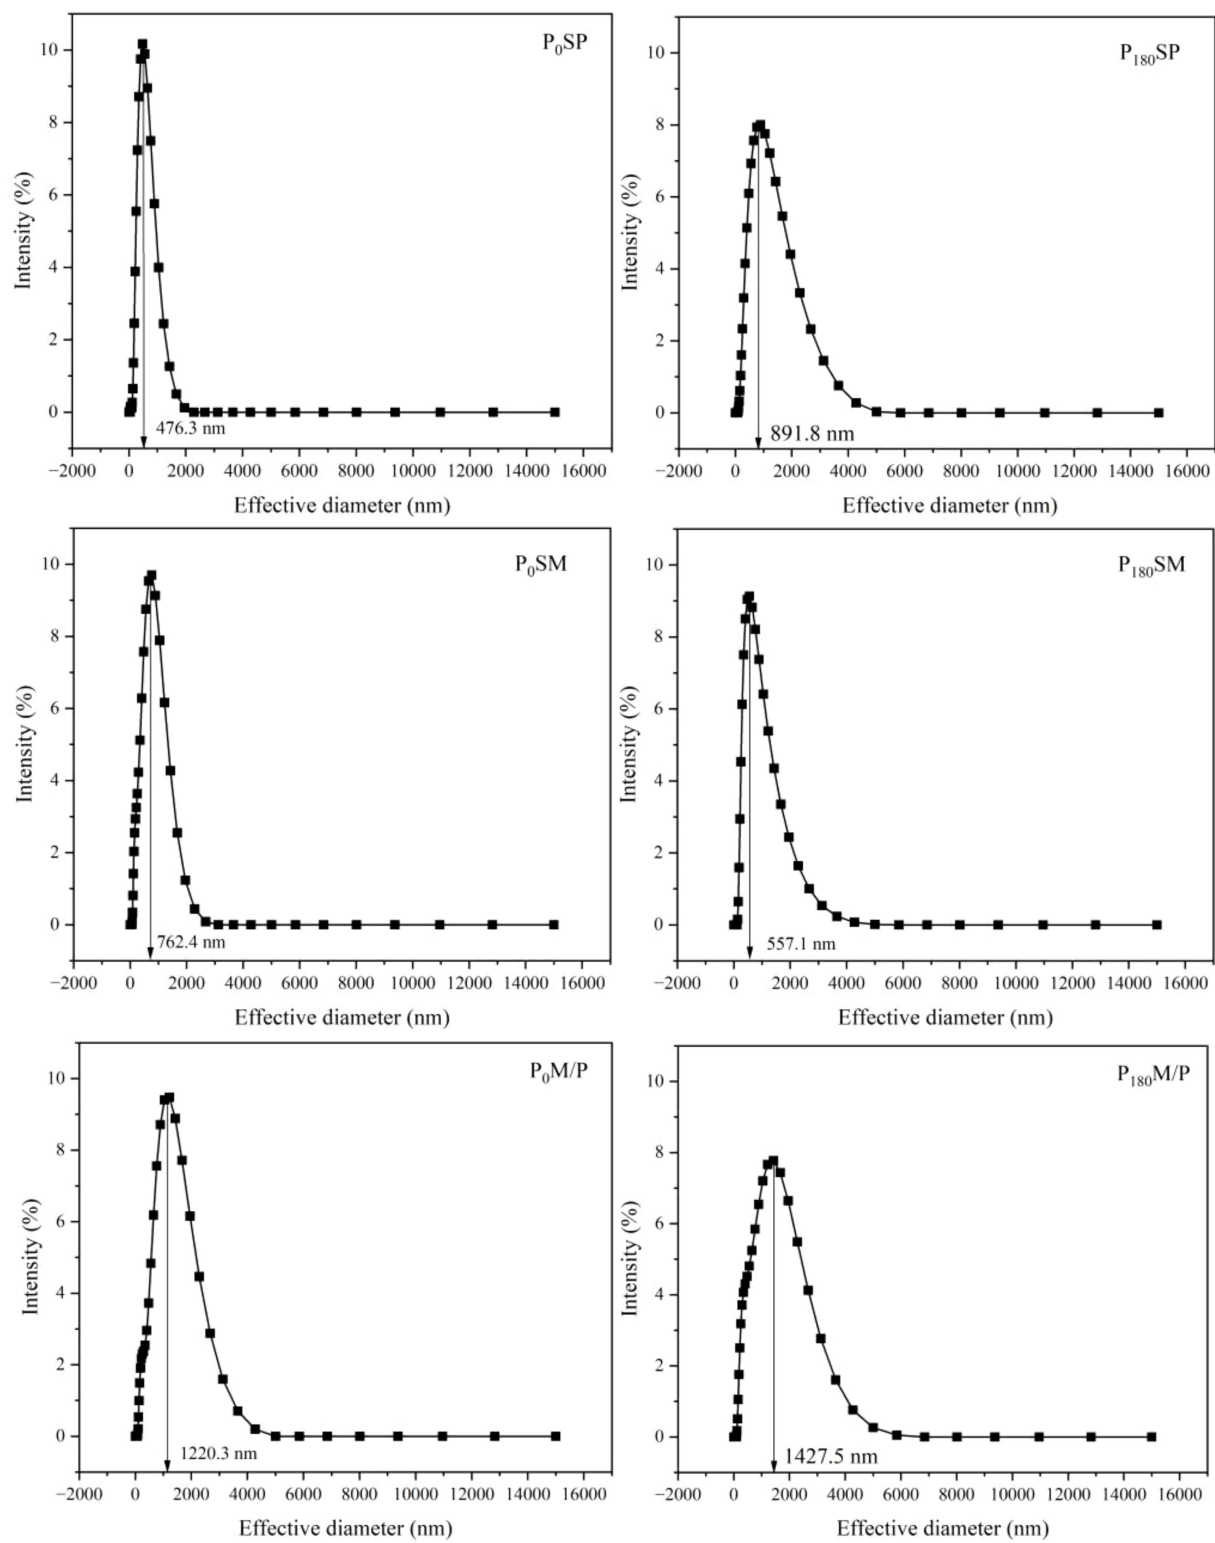 P₀SP
Intensity (%)
10
8
6
4
2
0
476.3 nm
−2000 0 2000 4000 6000 8000 10000 12000 14000 16000
Effective diameter (nm)
P₁₈₀SP
Intensity (%)
10
8
6
4
2
0
891.8 nm
−2000 0 2000 4000 6000 8000 10000 12000 14000 16000
Effective diameter (nm)
P₀SM
Intensity (%)
10
8
6
4
2
0
762.4 nm
−2000 0 2000 4000 6000 8000 10000 12000 14000 16000
Effective diameter (nm)
P₁₈₀SM
Intensity (%)
10
8
6
4
2
0
557.1 nm
−2000 0 2000 4000 6000 8000 10000 12000 14000 16000
Effective diameter (nm)
P₀M/P
Intensity (%)
10
8
6
4
2
0
1220.3 nm
−2000 0 2000 4000 6000 8000 10000 12000 14000 16000
Effective diameter (nm)
P₁₈₀M/P
Intensity (%)
10
8
6
4
2
0
1427.5 nm
−2000 0 2000 4000 6000 8000 10000 12000 14000 16000
Effective diameter (nm)